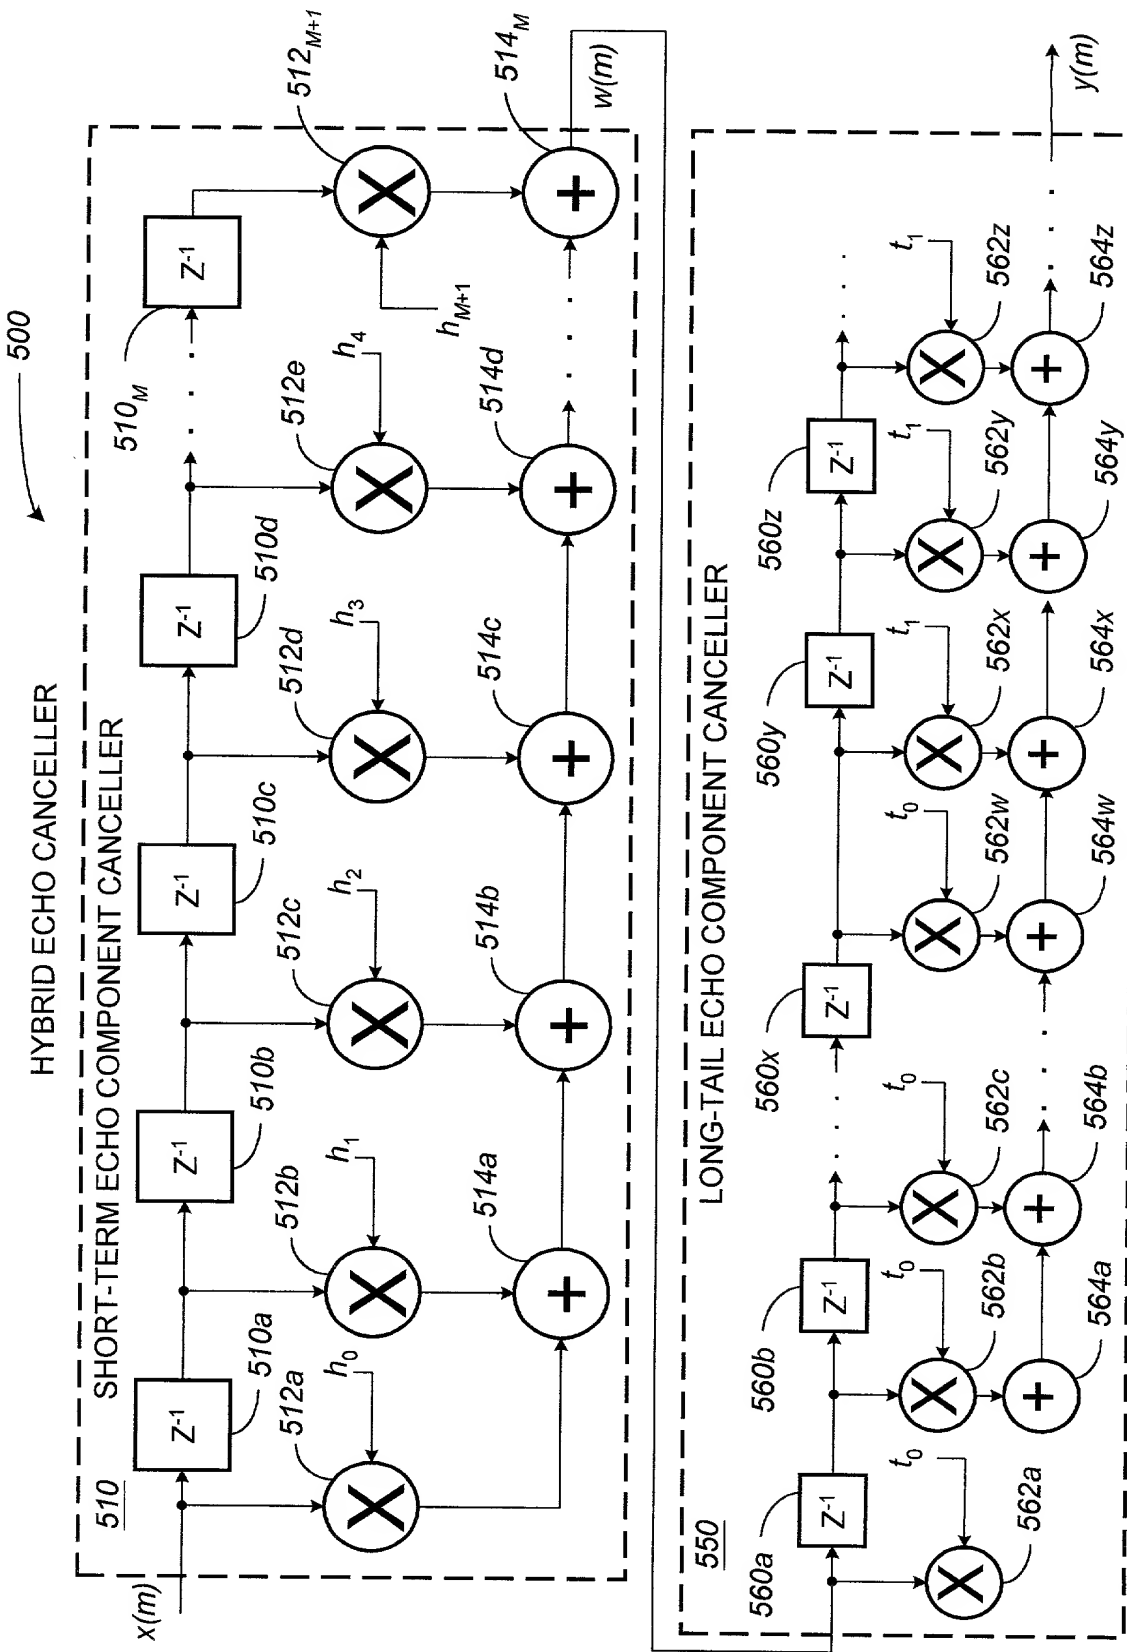 500
HYBRID ECHO CANCELLER
SHORT-TERM ECHO COMPONENT CANCELLER
510
x(m)
Z-1
Z-1
Z-1
Z-1
Z-1
510a
510b
510c
510d
510M
512a
512b
512c
512d
512e
512M+1
h0
h1
h2
h3
h4
hM+1
X
X
X
X
X
X
514a
514b
514c
514d
514M
+
+
+
+
+
w(m)
LONG-TAIL ECHO COMPONENT CANCELLER
550
560a
560b
560x
560y
560z
Z-1
Z-1
Z-1
Z-1
Z-1
t0
t0
t0
t0
t1
t1
t1
X
X
X
X
X
X
X
562a
562b
562c
562w
562x
562y
562z
+
+
+
+
+
+
564a
564b
564w
564x
564y
564z
y(m)